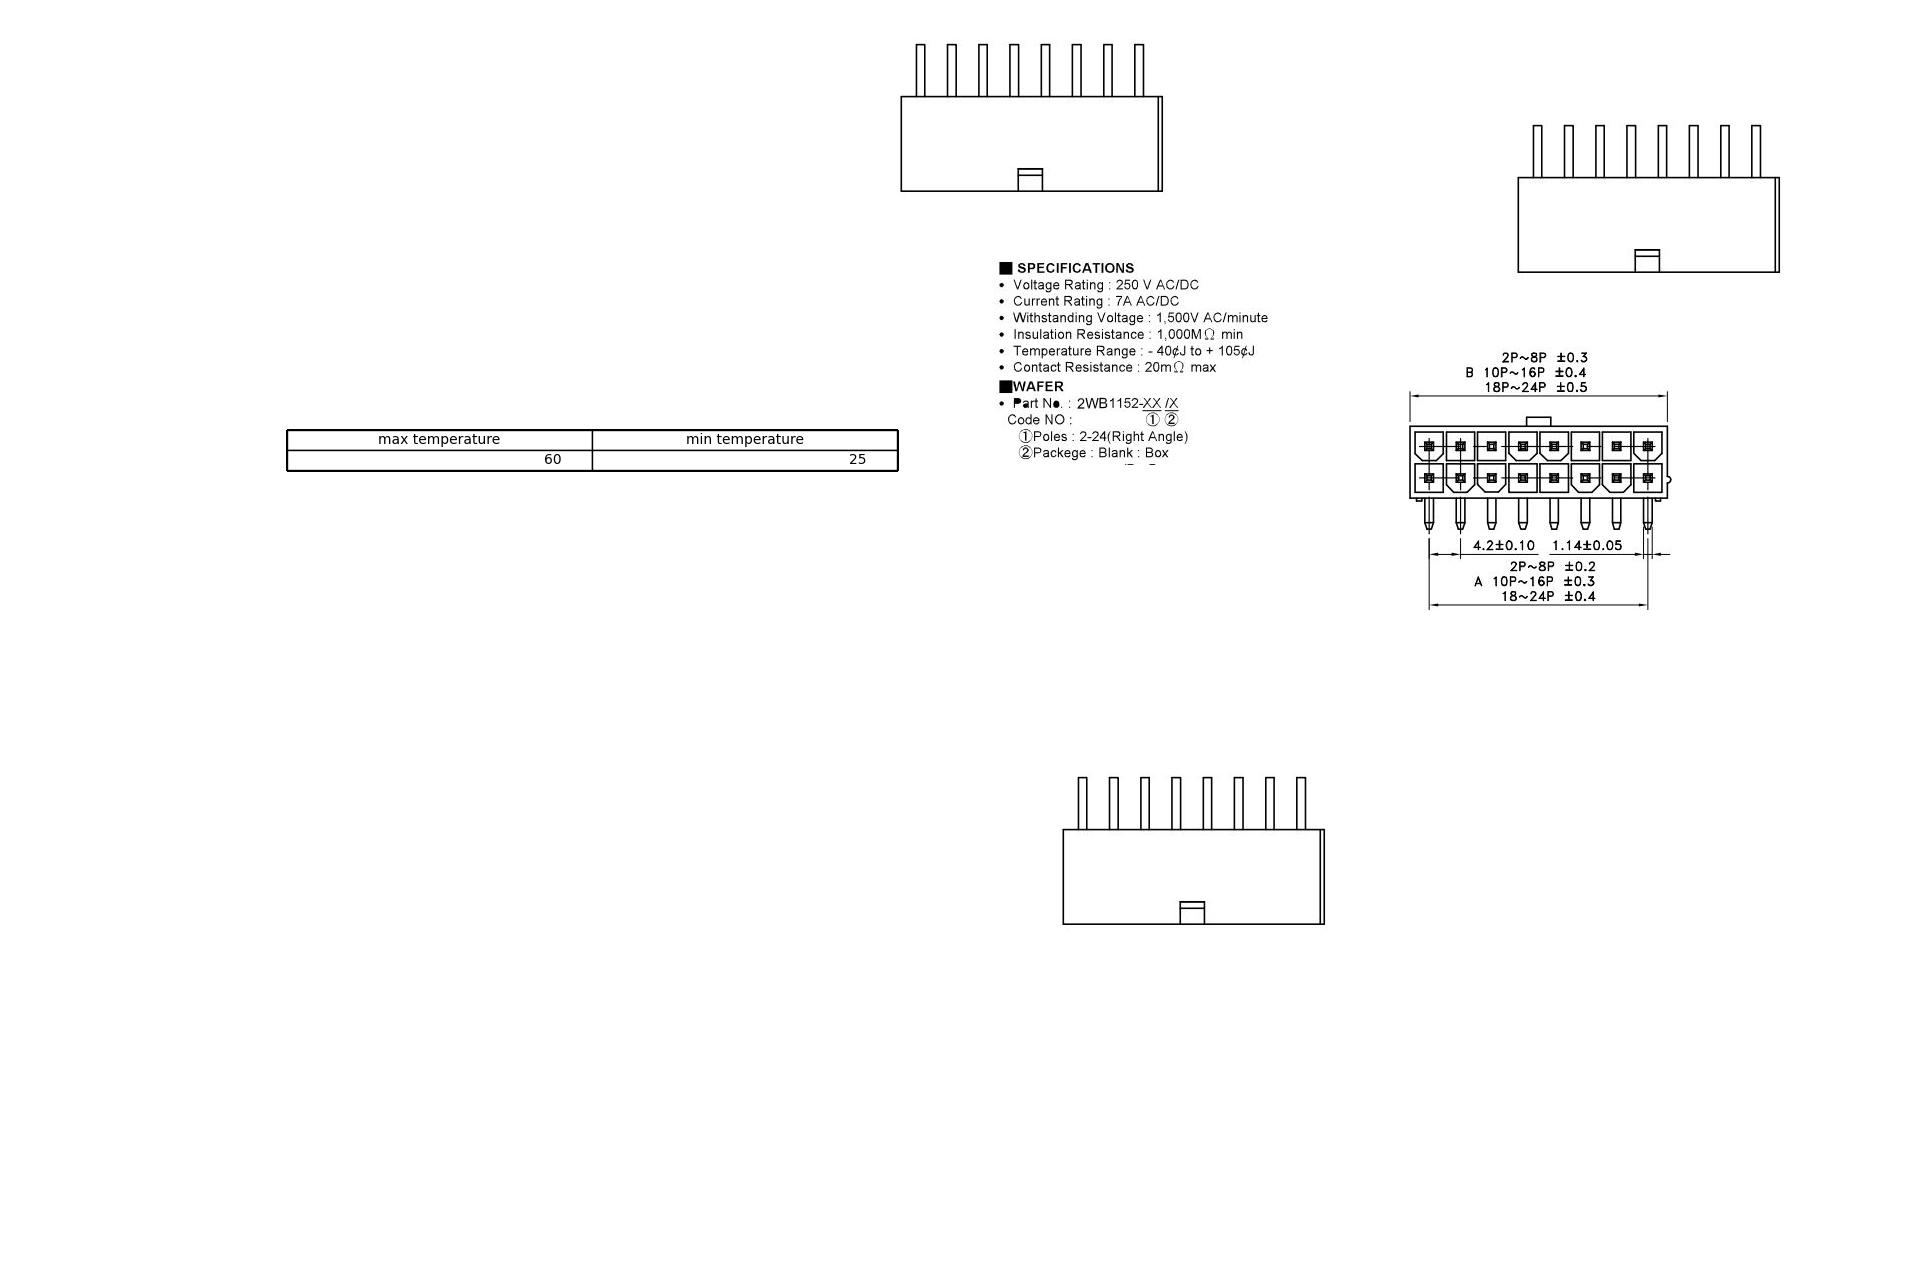 ■ SPECIFICATIONS
• Voltage Rating : 250 V AC/DC
• Current Rating : 7A AC/DC
• Withstanding Voltage : 1,500V AC/minute
• Insulation Resistance : 1,000MΩ min
• Temperature Range : - 40¢J to + 105¢J
• Contact Resistance : 20mΩ max
■WAFER
• Part No. : 2WB1152-XX /X
Code NO : ① ②
①Poles : 2-24(Right Angle)
②Packege : Blank : Box
max temperature min temperature
60 25
2P~8P ±0.3
B 10P~16P ±0.4
18P~24P ±0.5
4.2±0.10 1.14±0.05
2P~8P ±0.2
A 10P~16P ±0.3
18~24P ±0.4